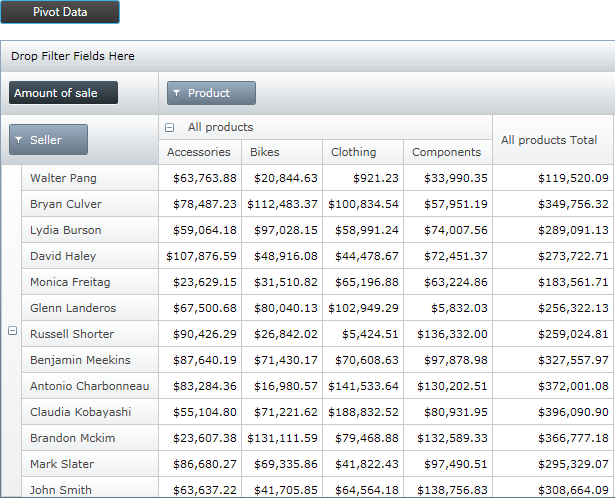 Pivot Data
Drop Filter Fields Here
Amount of sale Product
Seller All products All products Total
Accessories Bikes Clothing Components
Walter Pang $63,763.88 $20,844.63 $921.23 $33,990.35 $119,520.09
Bryan Culver $78,487.23 $112,483.37 $100,834.54 $57,951.19 $349,756.32
Lydia Burson $59,064.18 $97,028.15 $58,991.24 $74,007.56 $289,091.13
David Haley $107,876.59 $48,916.08 $44,478.67 $72,451.37 $273,722.71
Monica Freitag $23,629.15 $31,510.82 $65,196.88 $63,224.86 $183,561.71
Glenn Landeros $67,500.68 $80,040.13 $102,949.29 $5,832.03 $256,322.13
Russell Shorter $90,426.29 $26,842.02 $5,424.51 $136,332.00 $259,024.81
Benjamin Meekins $87,640.19 $71,430.17 $70,608.63 $97,878.98 $327,557.97
Antonio Charbonneau $83,284.36 $16,980.57 $141,533.64 $130,202.51 $372,001.08
Claudia Kobayashi $55,104.80 $71,221.62 $188,832.52 $80,931.95 $396,090.90
Brandon Mckim $23,607.38 $131,111.59 $79,468.88 $132,589.33 $366,777.18
Mark Slater $86,680.27 $69,335.86 $41,822.43 $97,490.51 $295,329.07
John Smith $63,637.22 $41,705.85 $64,564.18 $138,756.83 $308,664.09